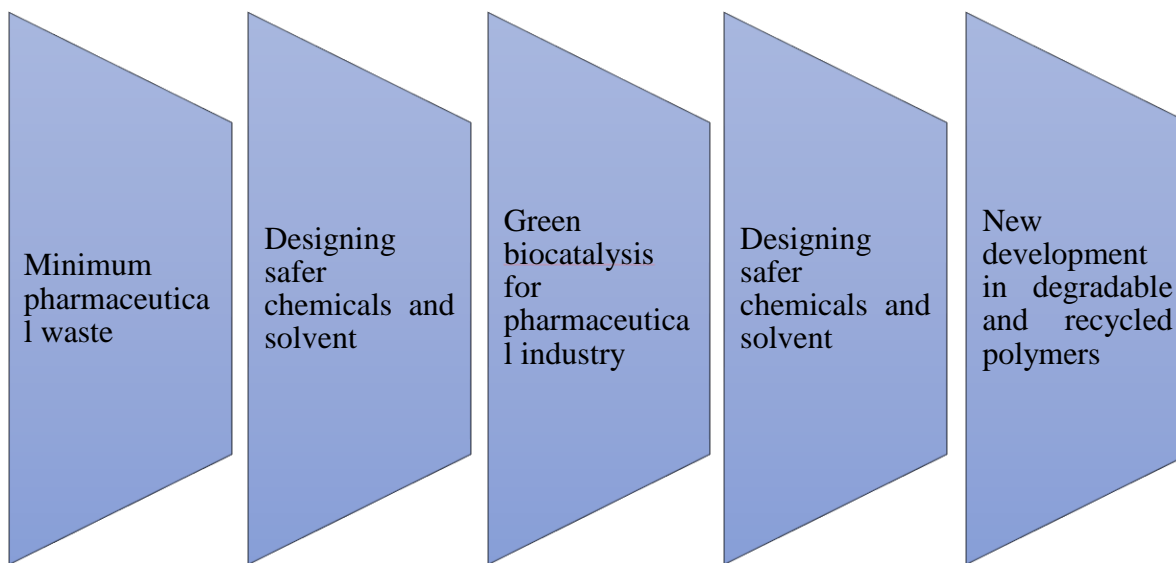 Minimum
pharmaceutica
l waste
Designing
safer
chemicals and
solvent
Green
biocatalysis
for
pharmaceutica
l industry
Designing
safer
chemicals and
solvent
New
development
in degradable
and recycled
polymers